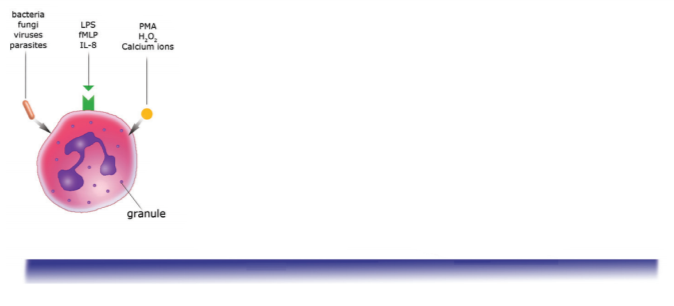 bacteria
fungi
viruses
parasites
LPS
fMLP
IL-8
PMA
H₂O₂
Calcium ions
granule